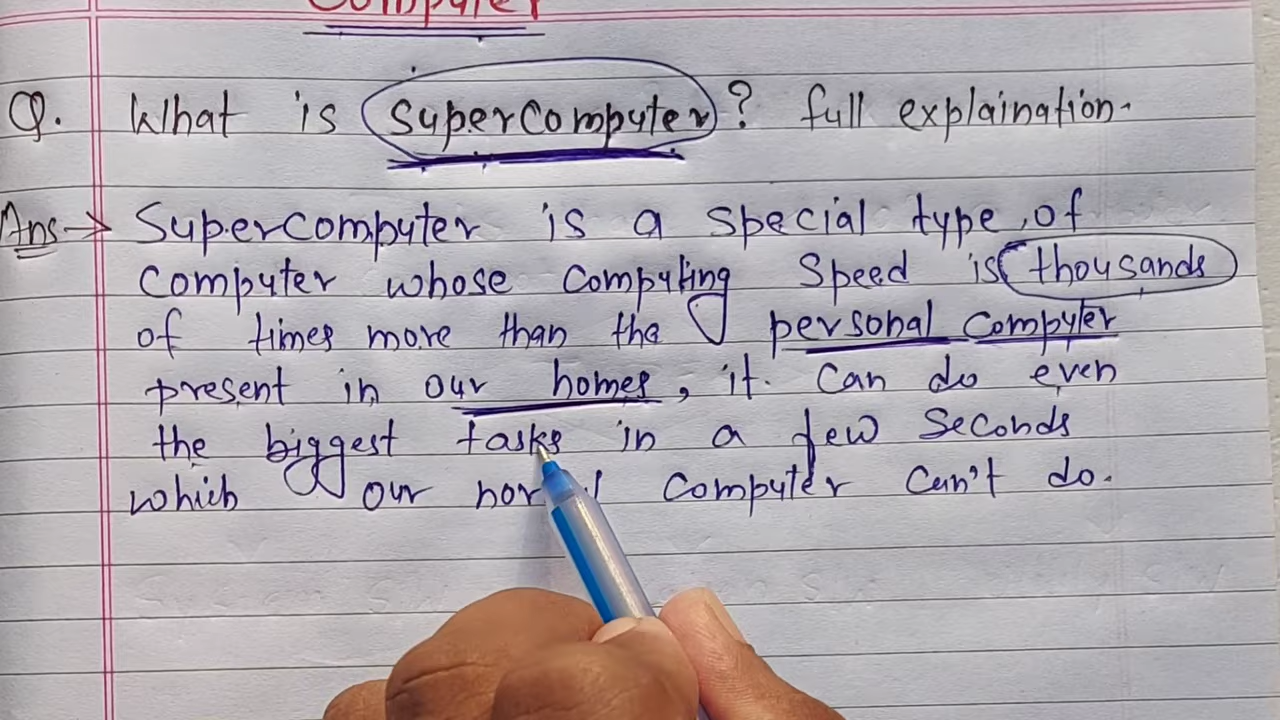 Computer
Q. What is supercomputer? full explaination.
Ans→ Supercomputer is a special type of
computer whose computing speed is thousands
of times more than the personal computer
present in our homes, it can do even
the biggest tasks in a few seconds
which our computer can't do.